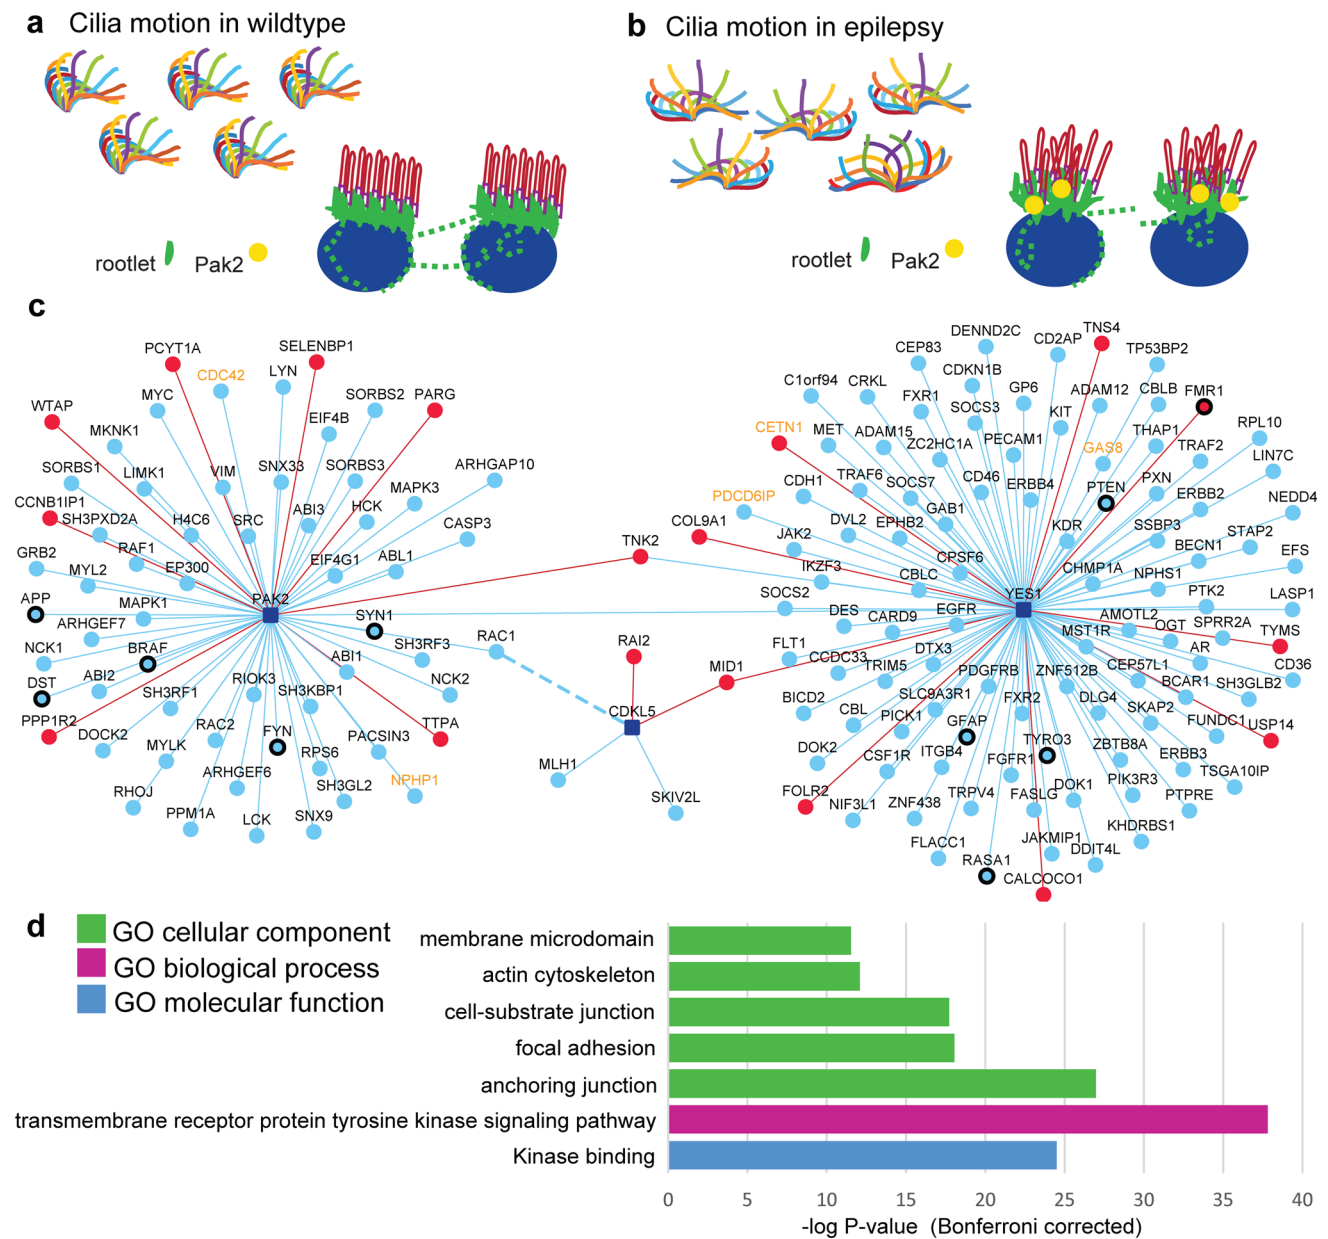 a Cilia motion in wildtype
b Cilia motion in epilepsy
rootlet Pak2
rootlet Pak2
c
PCYT1A
SELENBP1
CDC42
LYN
WTAP
MYC
SORBS2
PARG
EIF4B
MKNK1
SORBS1
LIMK1
VIM
SNX33
SORBS3
ARHGAP10
CCNB1IP1
MAPK3
SH3PXD2A
H4C6
SRC
ABI3
HCK
CASP3
GRB2
RAF1
EP300
EIF4G1
ABL1
MYL2
APP
MAPK1
PAK2
SYN1
ARHGEF7
NCK1
BRAF
SH3RF3
RAC1
ABI1
DST
ABI2
RIOK3
SH3KBP1
NCK2
SH3RF1
PPP1R2
DOCK2
RAC2
FYN
TTPA
MYLK
RPS6
PACSIN3
ARHGEF6
SH3GL2
NPHP1
RHOJ
PPM1A
LCK
SNX9
TNK2
RAI2
MID1
CDKL5
MLH1
SKIV2L
DENND2C
CD2AP
TNS4
CEP83
TP53BP2
C1orf94
CRKL
CDKN1B
GP6
ADAM12
CBLB
FMR1
FXR1
SOCS3
KIT
CETN1
MET
ADAM15
ZC2HC1A
PECAM1
THAP1
RPL10
GAS8
TRAF2
LIN7C
PDCD6IP
CDH1
TRAF6
SOCS7
CD46
ERBB4
PTEN
PXN
ERBB2
NEDD4
COL9A1
GAB1
DVL2
EPHB2
KDR
SSBP3
STAP2
JAK2
CPSF6
BECN1
EFS
IKZF3
CBLC
CHMP1A
NPHS1
SOCS2
YES1
PTK2
LASP1
DES
CARD9
EGFR
AMOTL2
OGT
SPRR2A
MST1R
TYMS
FLT1
CCDC33
DTX3
AR
TRIM5
PDGFRB
ZNF512B
CEP57L1
CD36
BICD2
SLC9A3R1
BCAR1
SH3GLB2
CBL
FXR2
DLG4
SKAP2
PICK1
GFAP
FUNDC1
USP14
DOK2
TYRO3
CSF1R
ITGB4
FGFR1
ZBTB8A
ERBB3
TSGA10IP
FOLR2
DOK1
PIK3R3
NIF3L1
ZNF438
TRPV4
FASLG
PTPRE
FLACC1
JAKMIP1
KHDRBS1
DDIT4L
RASA1
CALCOCO1
d
GO cellular component
GO biological process
GO molecular function
membrane microdomain
actin cytoskeleton
cell-substrate junction
focal adhesion
anchoring junction
transmembrane receptor protein tyrosine kinase signaling pathway
Kinase binding
0 5 10 15 20 25 30 35 40
-log P-value (Bonferroni corrected)